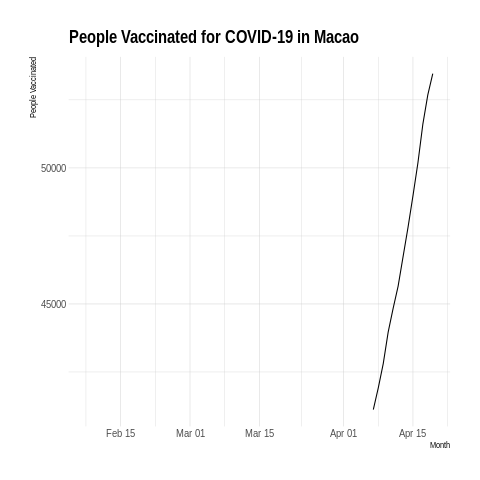 People Vaccinated for COVID-19 in Macao
People Vaccinated
50000
45000
Feb 15
Mar 01
Mar 15
Apr 01
Apr 15
Month